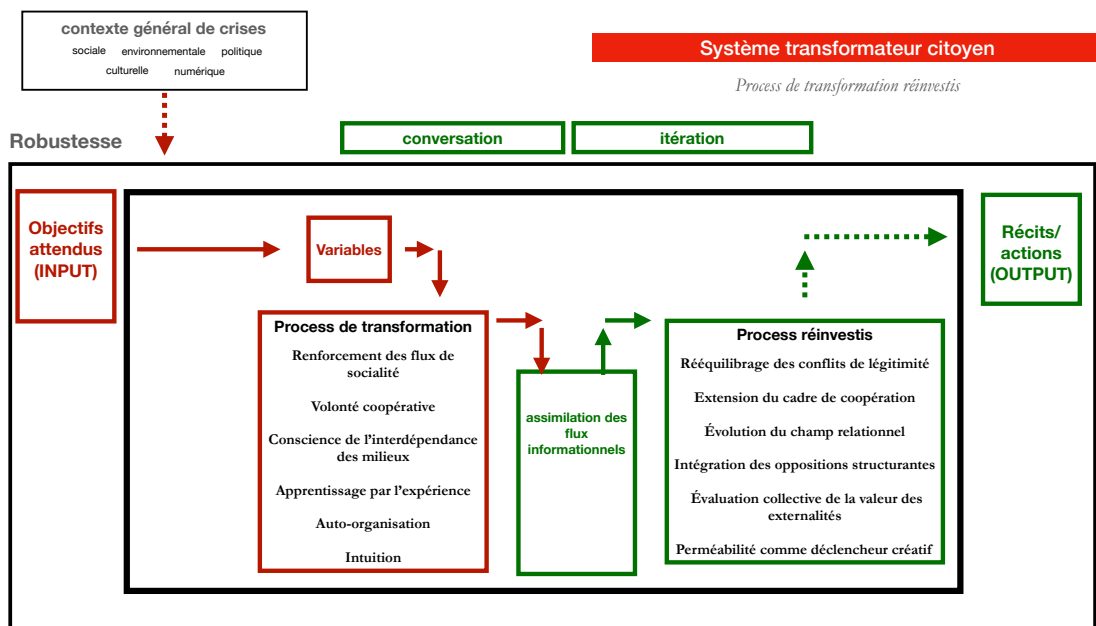 contexte général de crises
sociale environnementale politique
culturelle numérique
Système transformateur citoyen
Process de transformation réinvestis
Robustesse
conversation
itération
Objectifs
attendus
(INPUT)
Variables
Récits/
actions
(OUTPUT)
Process de transformation
Renforcement des flux de
socialité
Volonté coopérative
Conscience de l'interdépendance
des milieux
Apprentissage par l'expérience
Auto-organisation
Intuition
assimilation des
flux
informationnels
Process réinvestis
Rééquilibrage des conflits de légitimité
Extension du cadre de coopération
Évolution du champ relationnel
Intégration des oppositions structurantes
Évaluation collective de la valeur des
externalités
Perméabilité comme déclencheur créatif